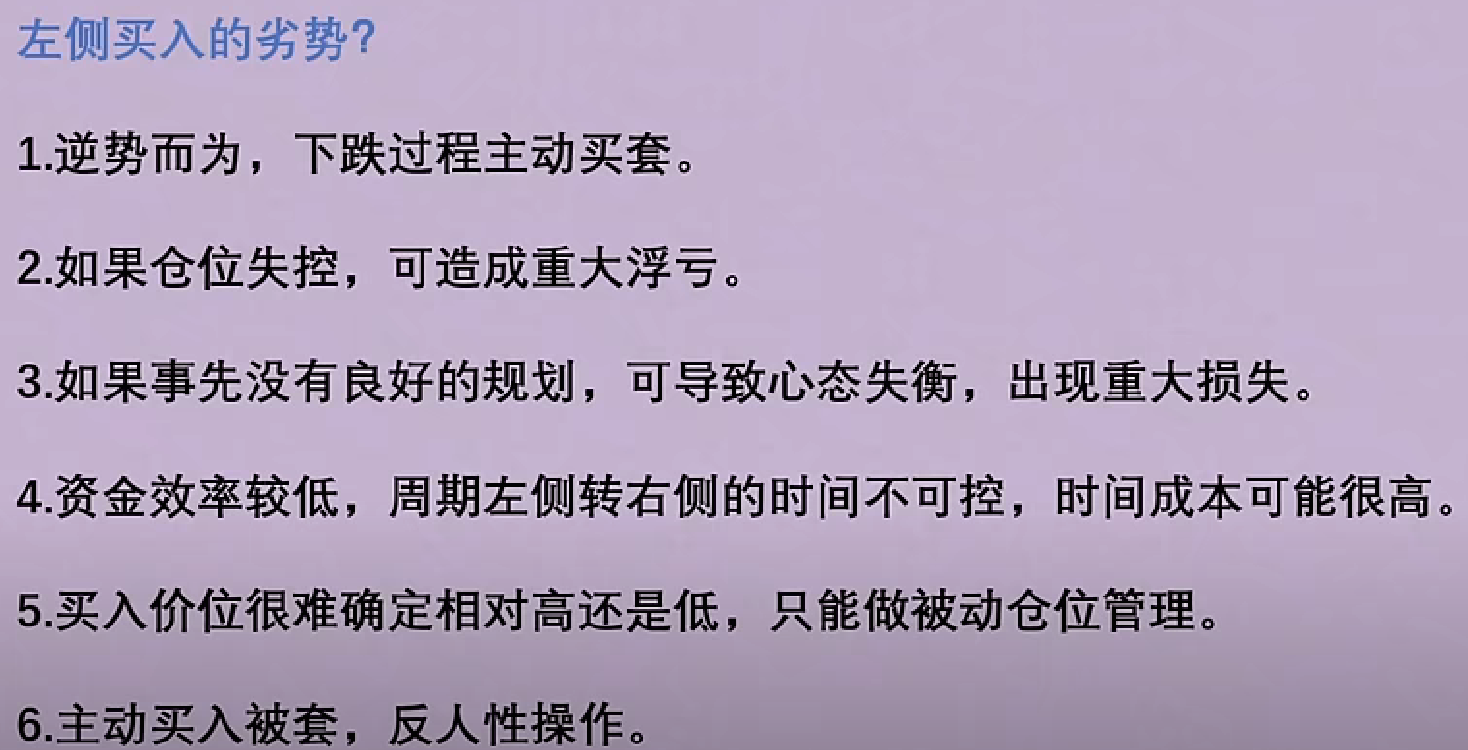 左侧买入的劣势?
1.逆势而为，下跌过程主动买套。
2.如果仓位失控，可造成重大浮亏。
3.如果事先没有良好的规划，可导致心态失衡，出现重大损失。
4.资金效率较低，周期左侧转右侧的时间不可控，时间成本可能很高。
5.买入价位很难确定相对高还是低，只能做被动仓位管理。
6.主动买入被套，反人性操作。